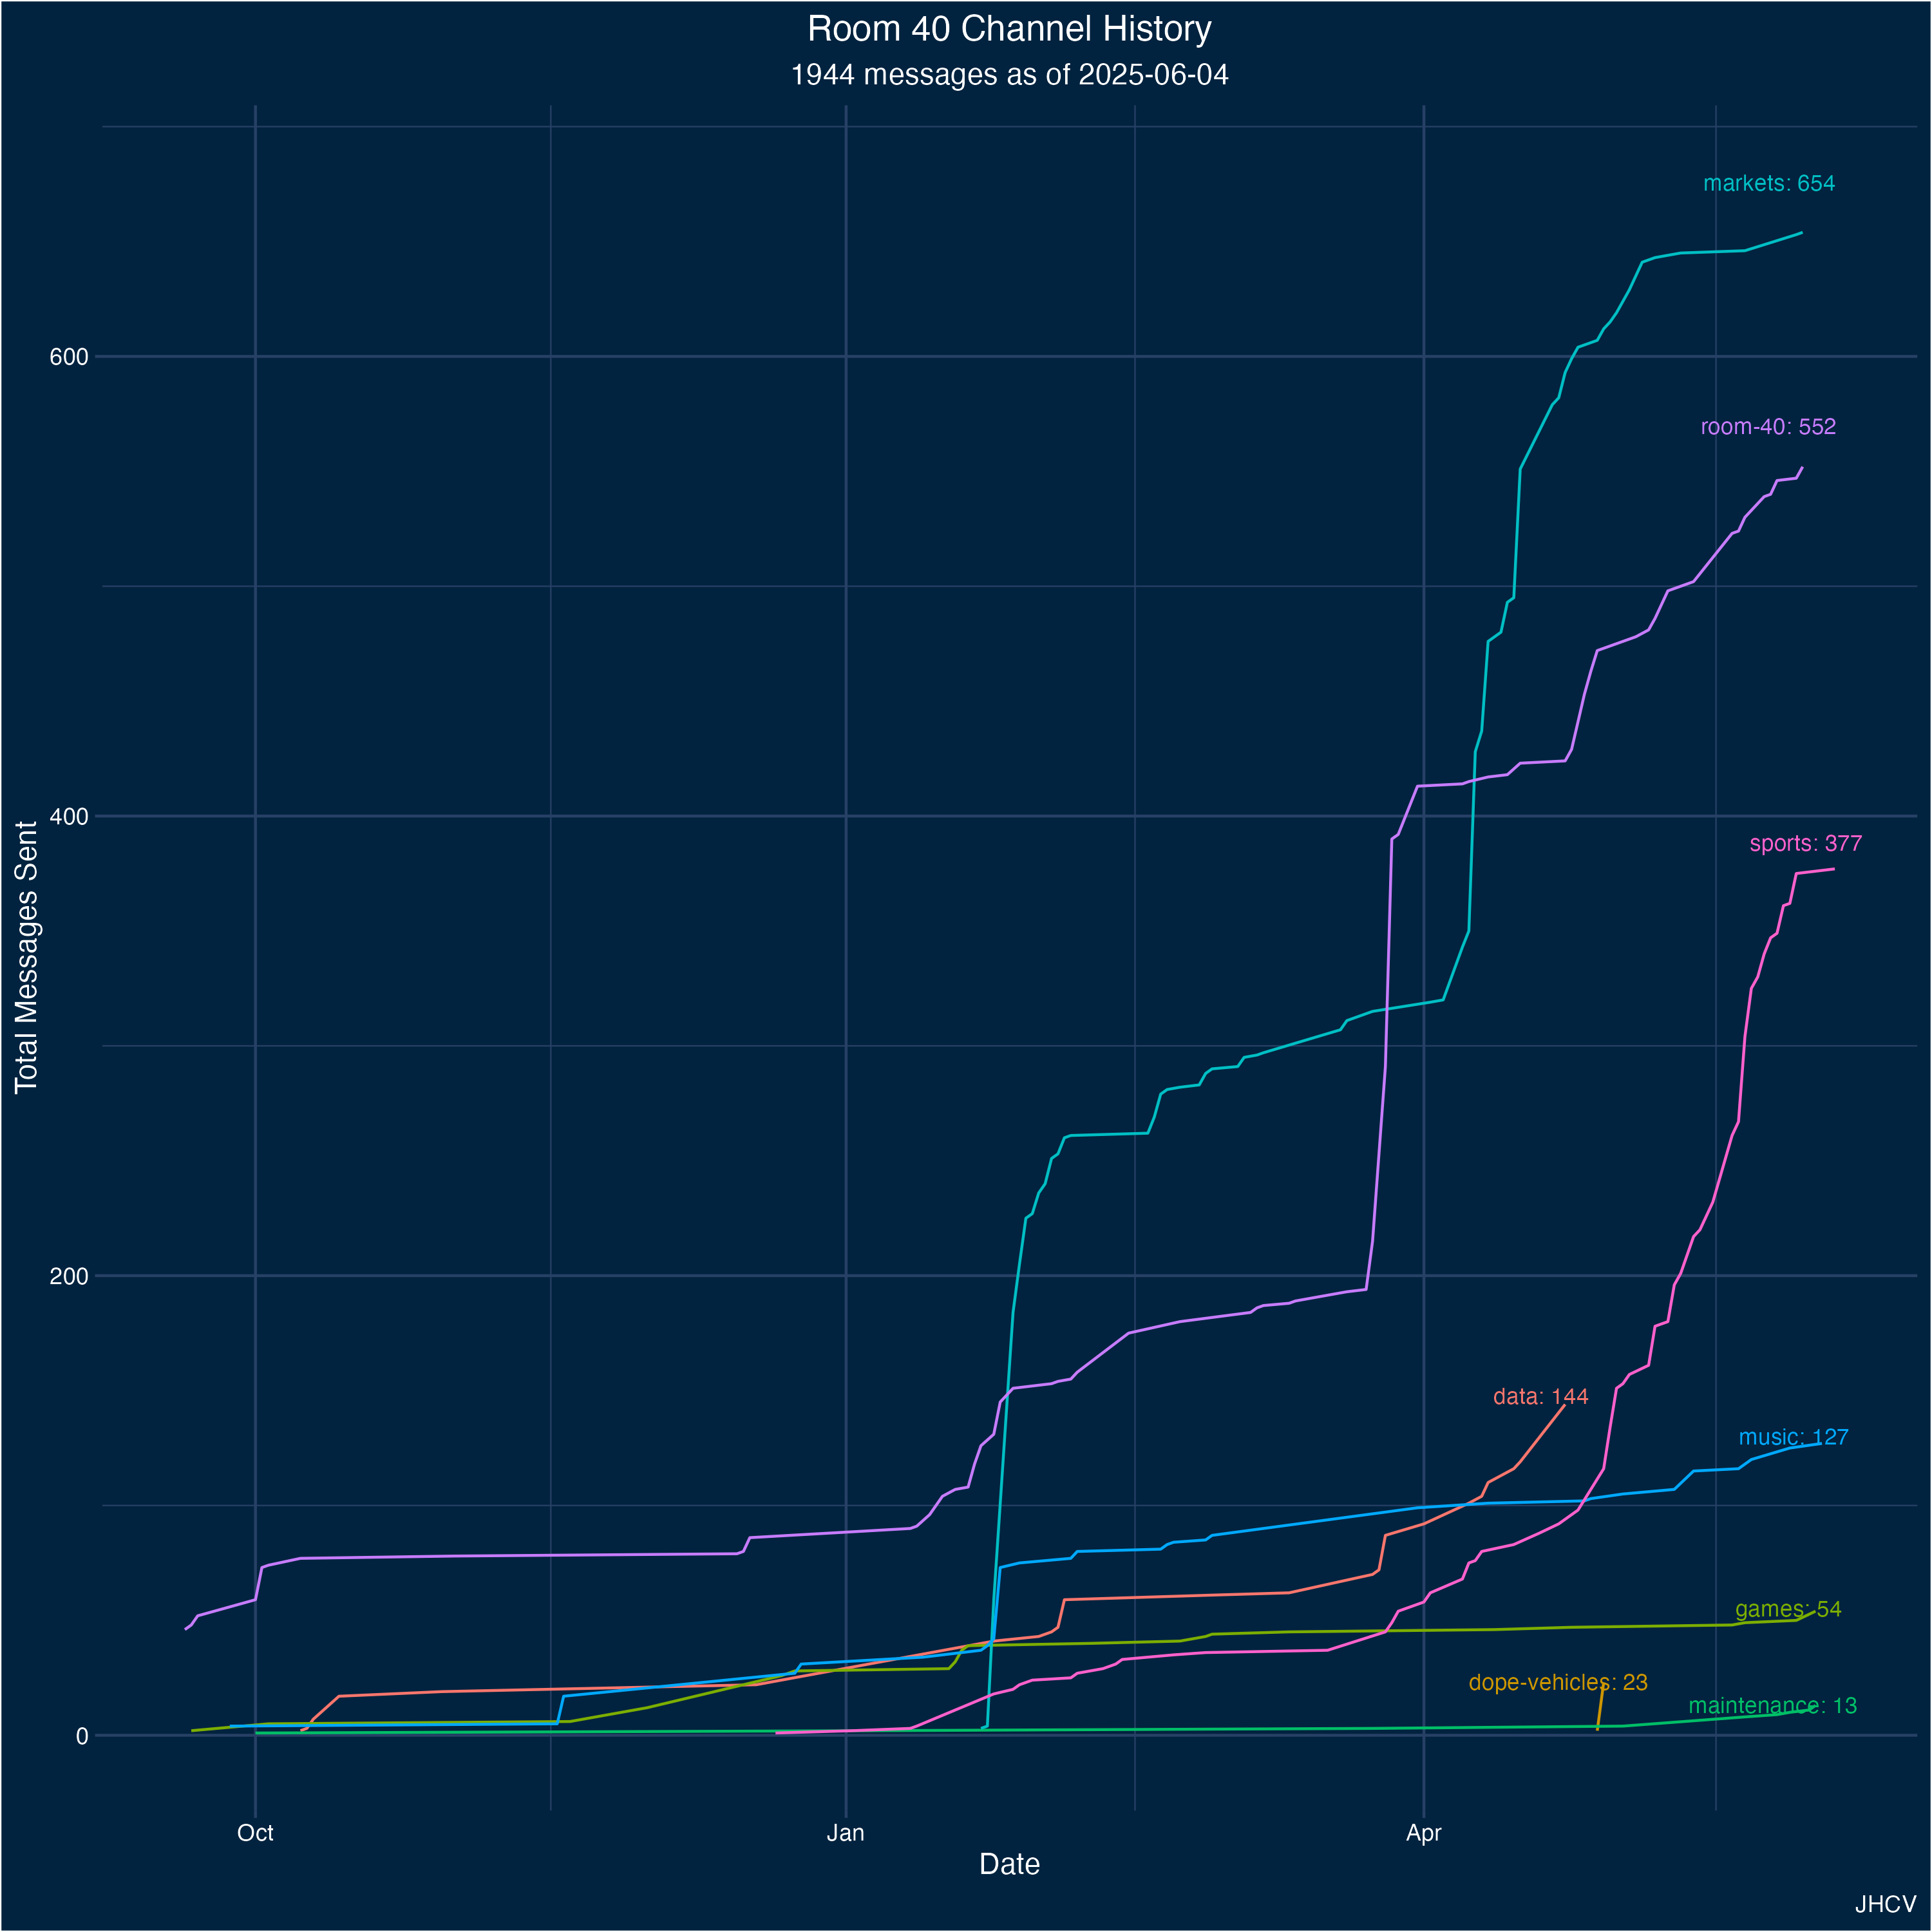 Room 40 Channel History
1944 messages as of 2025-06-04
markets: 654
600
room-40: 552
Total Messages Sent
400
sports: 377
200
data: 144
music: 127
games: 54
dope-vehicles: 23
maintenance: 13
0
Oct Jan Apr
Date
JHCV